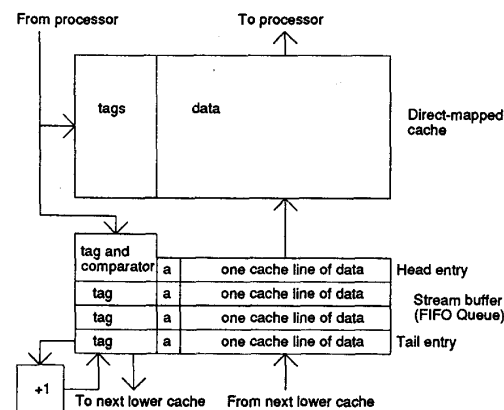 From processor
To processor
tags
data
Direct-mapped
cache
tag and
comparator
a
one cache line of data
Head entry
tag
a
one cache line of data
Stream buffer
(FIFO Queue)
tag
a
one cache line of data
tag
a
one cache line of data
Tail entry
+1
To next lower cache
From next lower cache